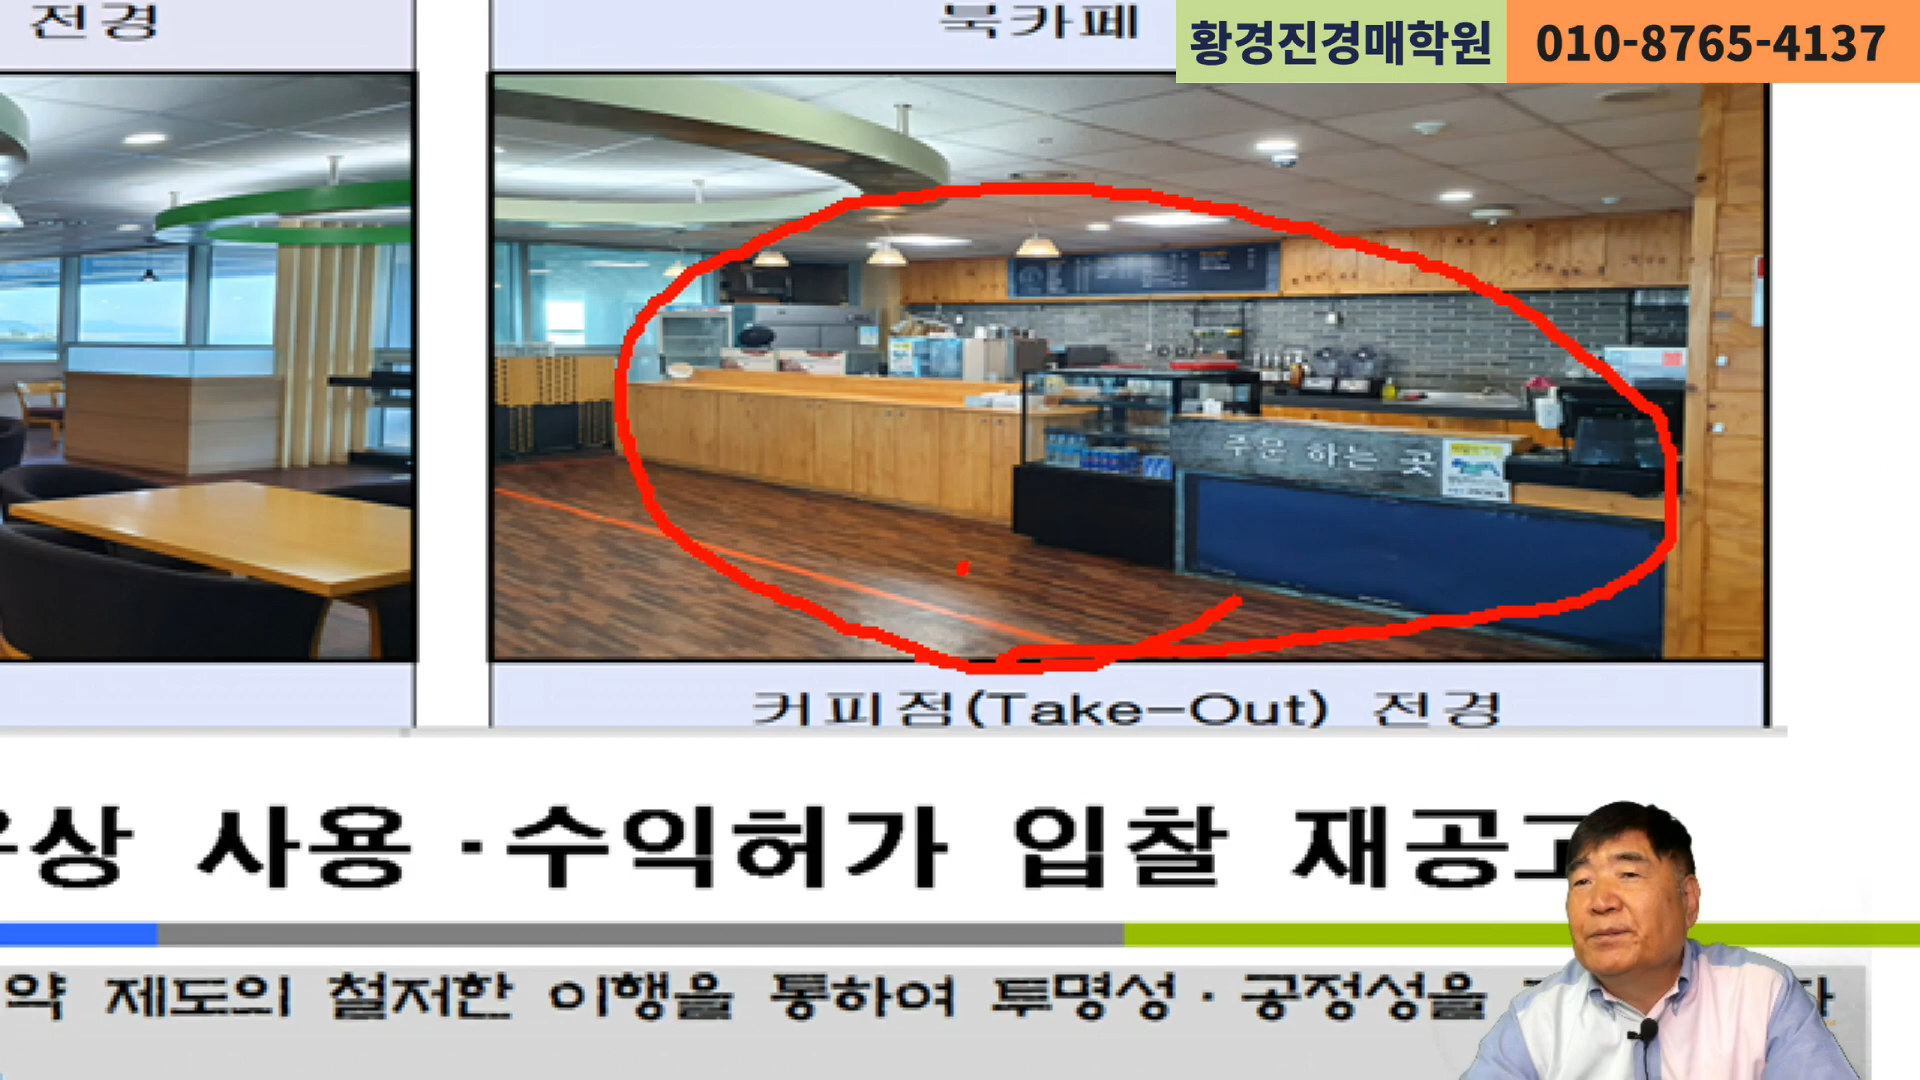 전경
북카페
황경진경매학원 010-8765-4137
주문 하는 곳
커피점(Take-Out) 전경
상 사용·수익허가 입찰 재공고
약 제도의 철저한 이행을 통하여 투명성·공정성을